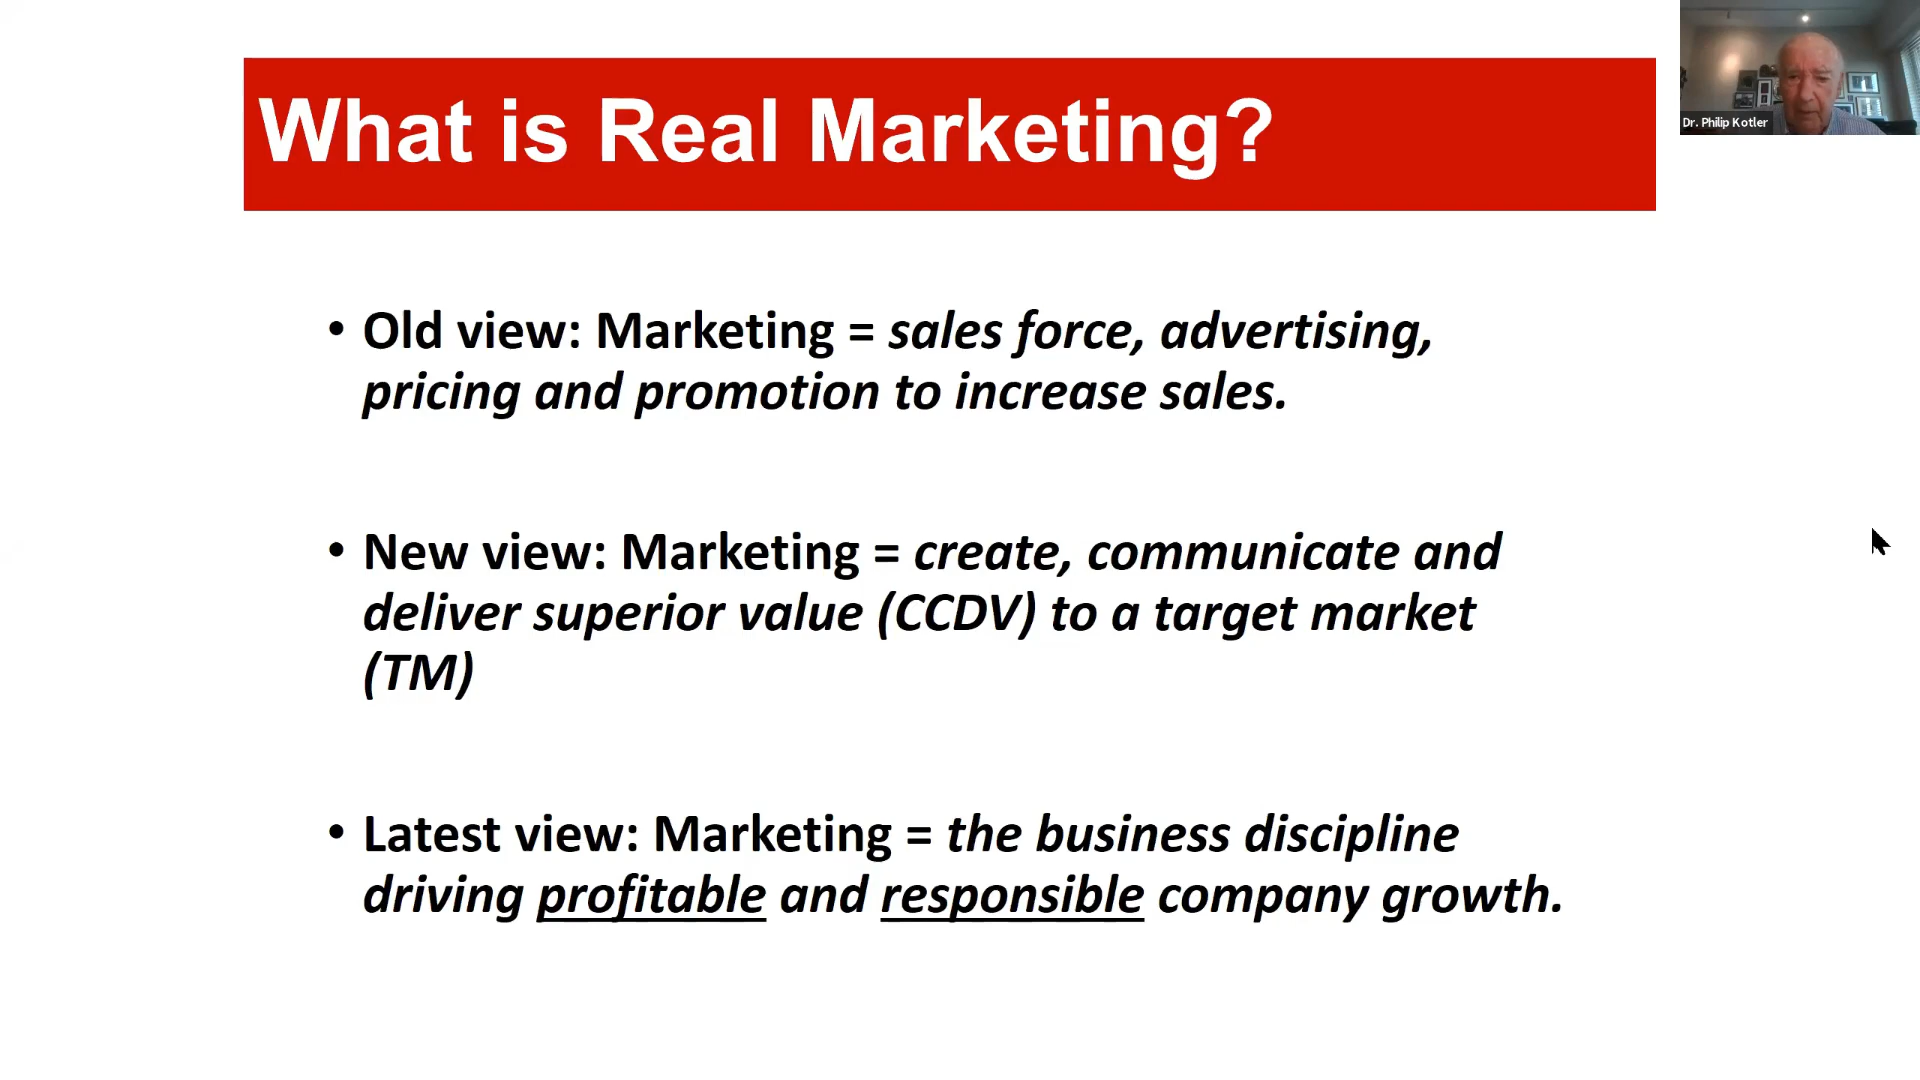 What is Real Marketing?
Dr. Philip Kotler
• Old view: Marketing = sales force, advertising,
pricing and promotion to increase sales.
• New view: Marketing = create, communicate and
deliver superior value (CCDV) to a target market
(TM)
• Latest view: Marketing = the business discipline
driving profitable and responsible company growth.